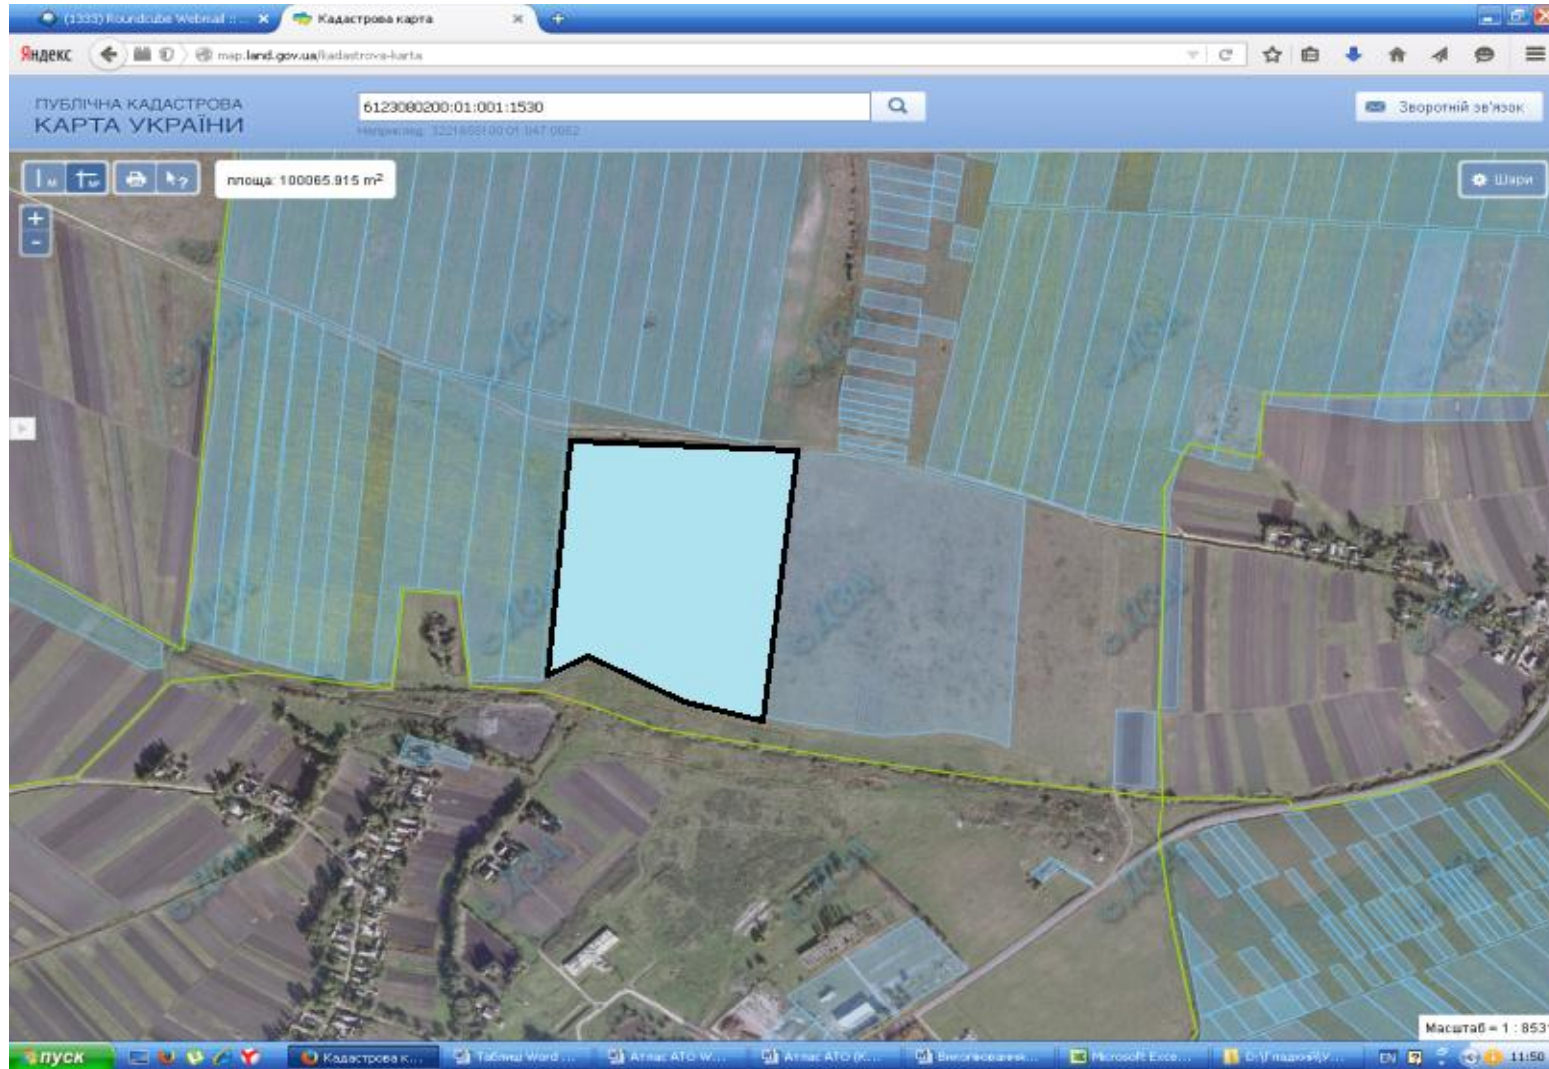 (1333) Roundcube Webmail :: ...
Кадастрова карта
Яндекс
map.land.gov.ua/kadastrova-karta
ПУБЛІЧНА КАДАСТРОВА
КАРТА УКРАЇНИ
6123080200:01:001:1530
Зворотній зв'язок
площа: 100065.915 m²
Шари
Масштаб = 1 : 853
пуск
Кадастрова к...
Таблиці Word ...
Атлас АТО W...
Атлас АТО (К...
Microsoft Exce...
EN
11:50